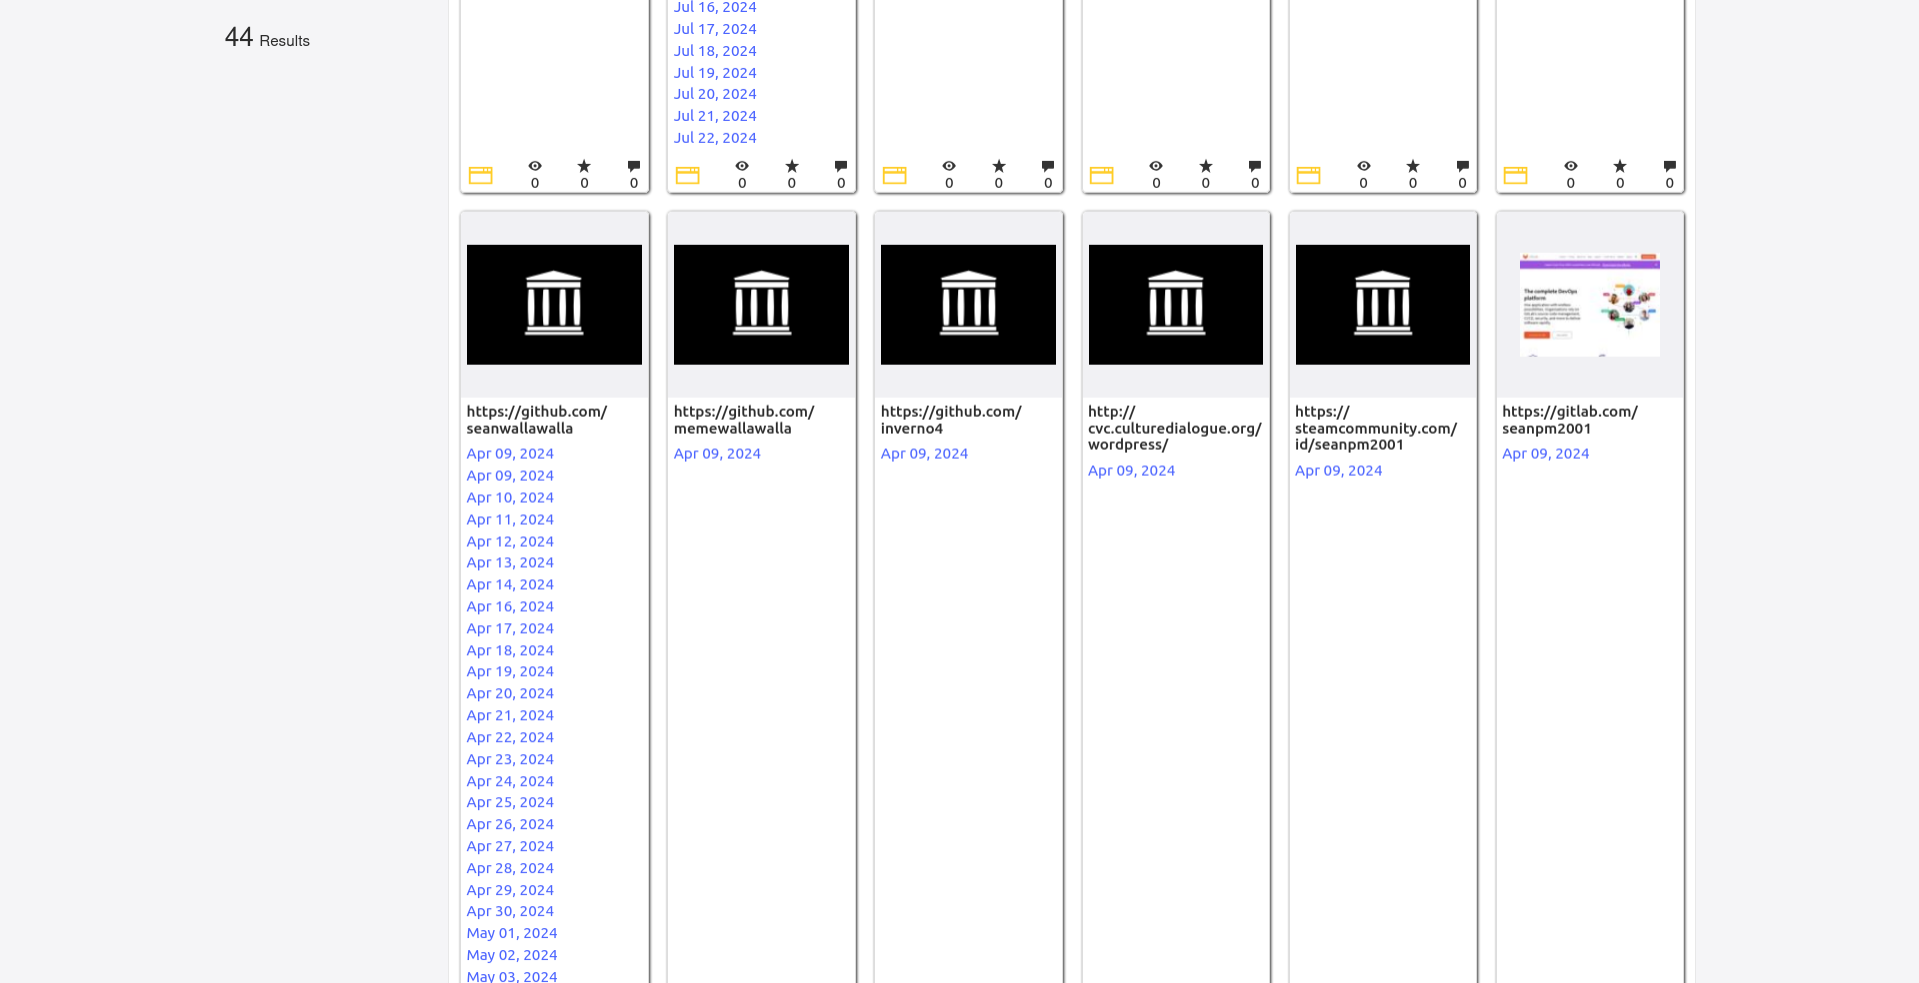 44 Results
Jul 16, 2024
Jul 17, 2024
Jul 18, 2024
Jul 19, 2024
Jul 20, 2024
Jul 21, 2024
Jul 22, 2024
0 0 0
0 0 0
0 0 0
0 0 0
0 0 0
0 0 0
https://github.com/
seanwallawalla
Apr 09, 2024
Apr 09, 2024
Apr 10, 2024
Apr 11, 2024
Apr 12, 2024
Apr 13, 2024
Apr 14, 2024
Apr 16, 2024
Apr 17, 2024
Apr 18, 2024
Apr 19, 2024
Apr 20, 2024
Apr 21, 2024
Apr 22, 2024
Apr 23, 2024
Apr 24, 2024
Apr 25, 2024
Apr 26, 2024
Apr 27, 2024
Apr 28, 2024
Apr 29, 2024
Apr 30, 2024
May 01, 2024
May 02, 2024
May 03, 2024
https://github.com/
memewallawalla
Apr 09, 2024
https://github.com/
inverno4
Apr 09, 2024
http://
cvc.culturedialogue.org/
wordpress/
Apr 09, 2024
https://
steamcommunity.com/
id/seanpm2001
Apr 09, 2024
The complete DevOps
platform
https://gitlab.com/
seanpm2001
Apr 09, 2024